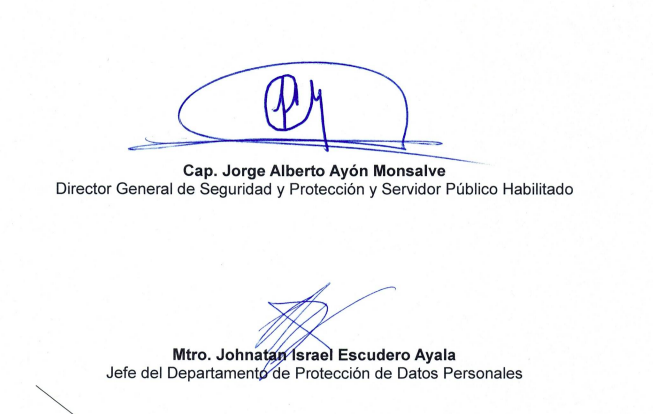 Cap. Jorge Alberto Ayón Monsalve
Director General de Seguridad y Protección y Servidor Público Habilitado
Mtro. Johnatan Israel Escudero Ayala
Jefe del Departamento de Protección de Datos Personales